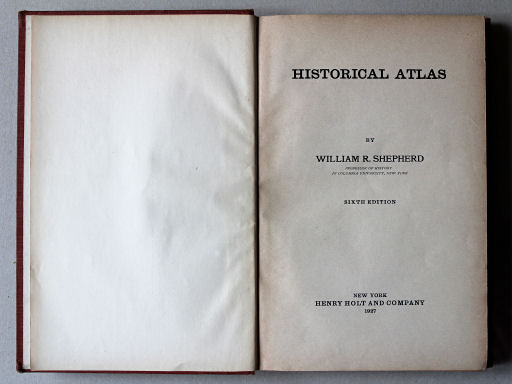 HISTORICAL ATLAS
BY
WILLIAM R. SHEPHERD
PROFESSOR OF HISTORY
IN COLUMBIA UNIVERSITY, NEW YORK
SIXTH EDITION
NEW YORK
HENRY HOLT AND COMPANY
1927